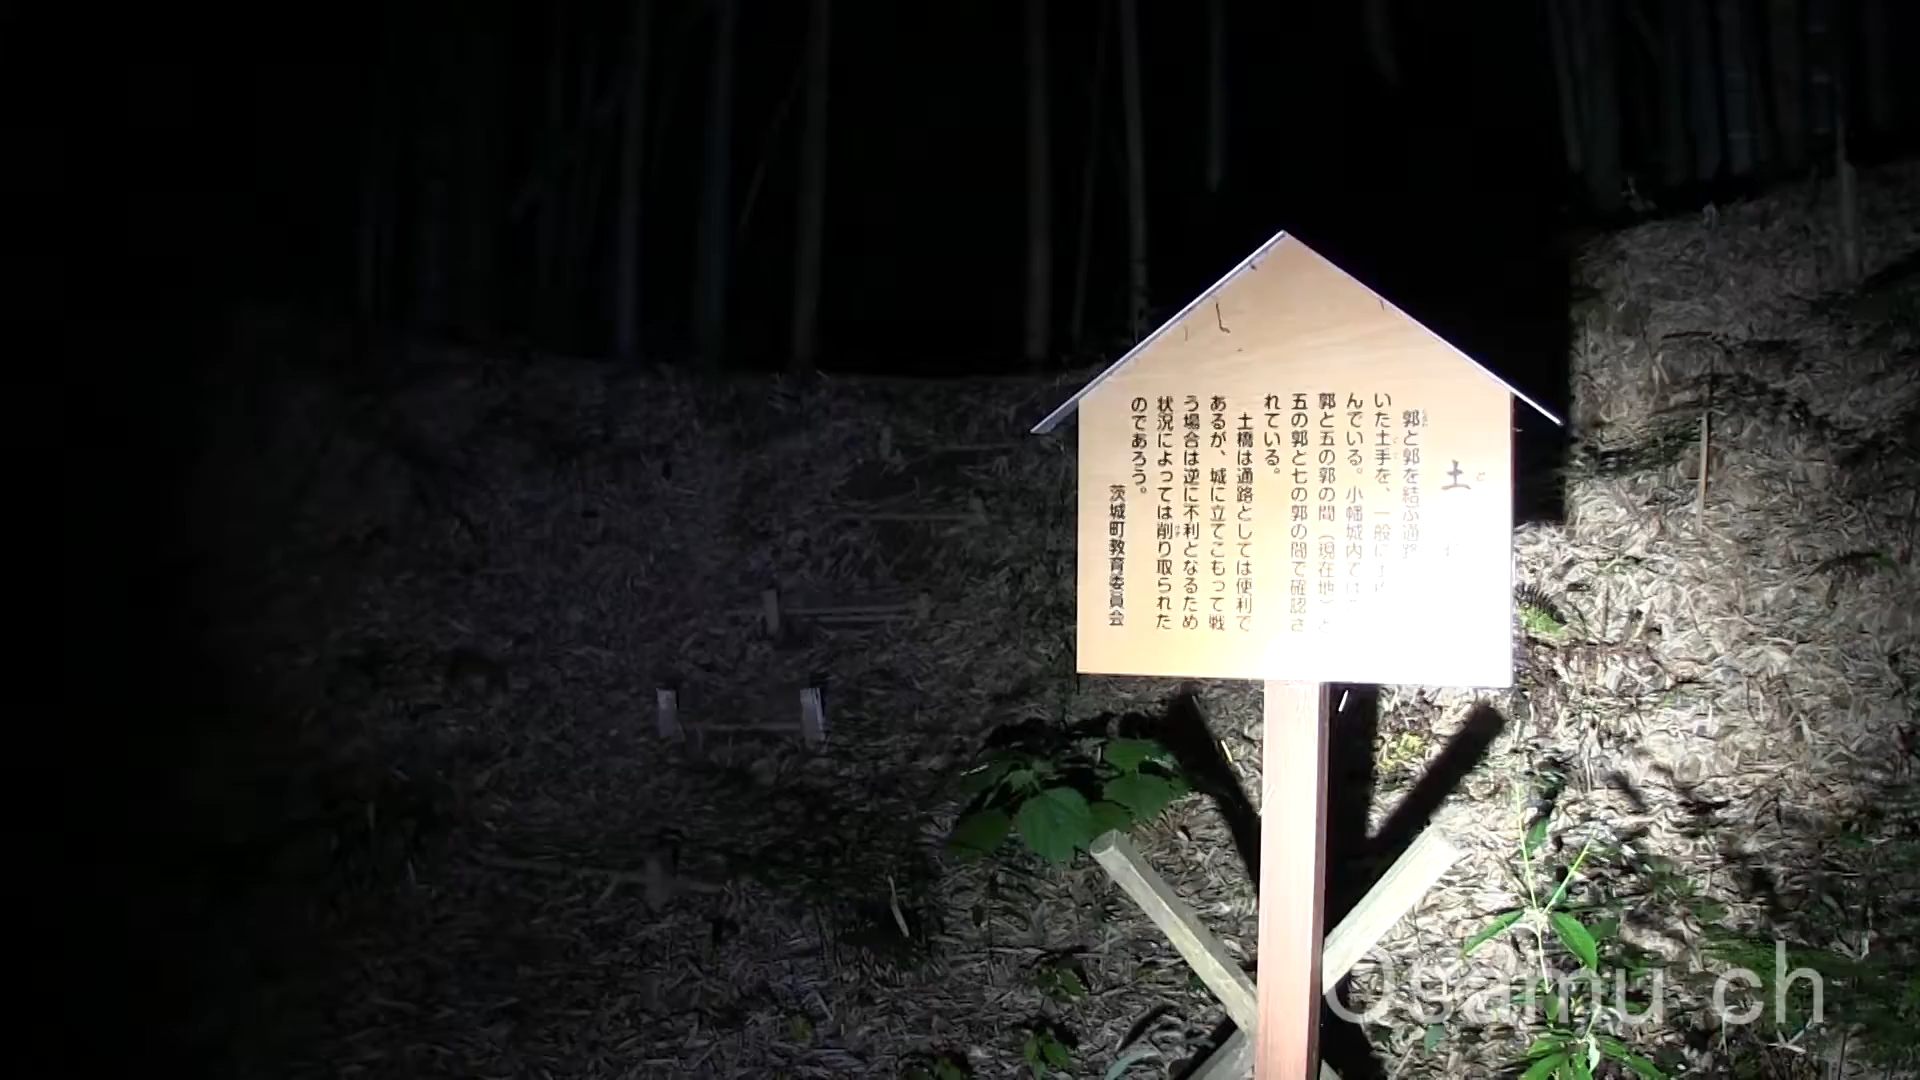 土
郭と郭を結ぶ通路
いた土手を、一般に
んでいる。小幡城内では
郭と五の郭の間（現在地）と
五の郭と七の郭の間で確認さ
れている。
土橋は通路としては便利で
あるが、城に立てこもって戦
う場合は逆に不利となるため
状況によっては削り取られた
のであろう。
茨城町教育委員会
Osamu ch